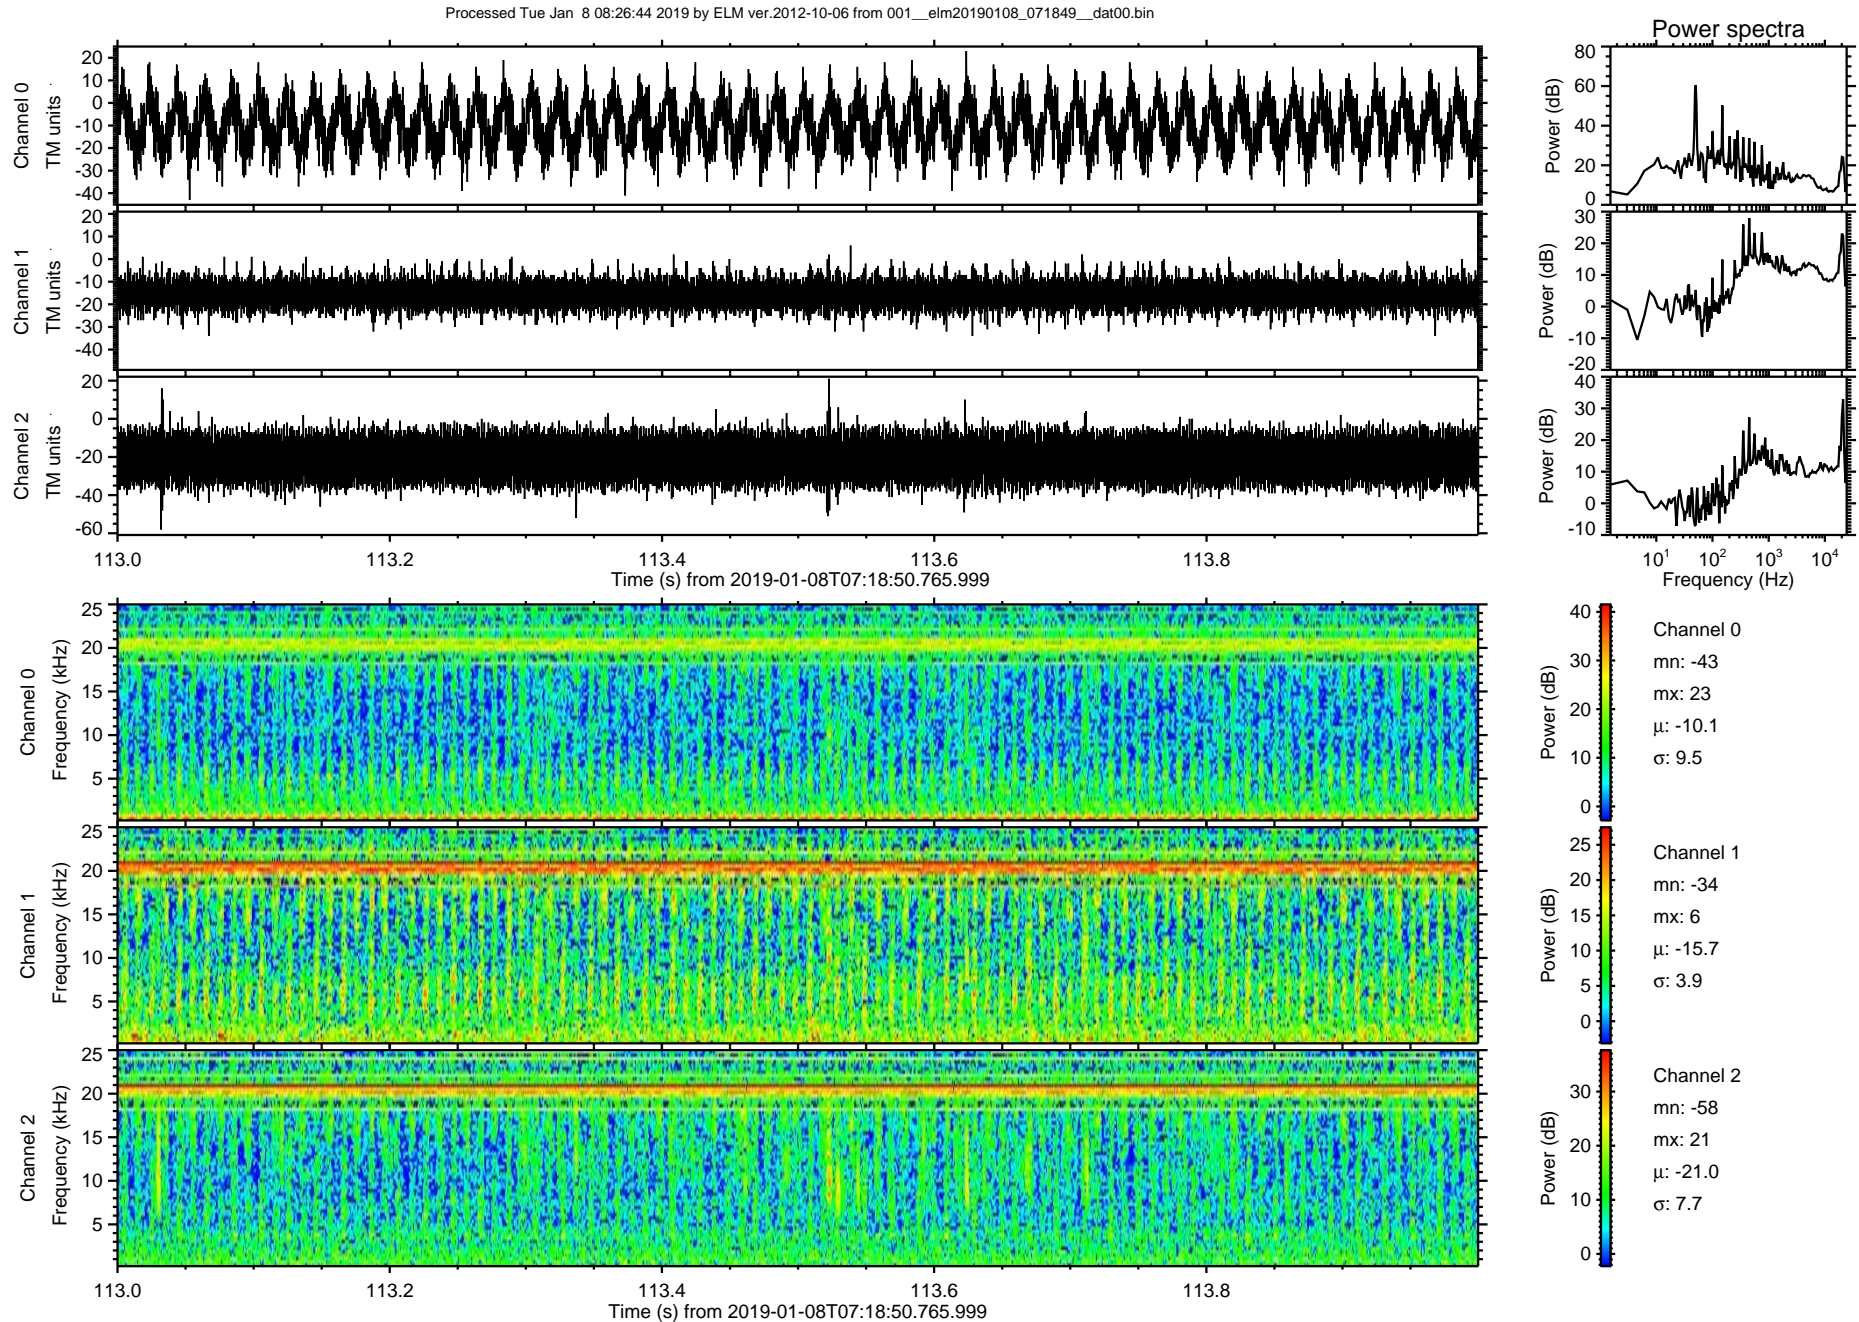 Processed Tue Jan  8 08:26:44 2019 by ELM ver.2012-10-06 from 001__elm20190108_071849__dat00.bin
Power spectra
Channel 0
TM units
20
10
0
-10
-20
-30
-40
Power (dB)
80
60
40
20
0
Channel 1
TM units
20
10
0
-10
-20
-30
-40
Power (dB)
30
20
10
0
-10
-20
Channel 2
TM units
20
0
-20
-40
-60
Power (dB)
40
30
20
10
0
-10
113.0 113.2 113.4 113.6 113.8
Time (s) from 2019-01-08T07:18:50.765.999
10^1 10^2 10^3 10^4
Frequency (Hz)
Channel 0
Frequency (kHz)
25
20
15
10
5
Power (dB)
40
30
20
10
0
Channel 0
mn: -43
mx: 23
μ: -10.1
σ: 9.5
Channel 1
Frequency (kHz)
25
20
15
10
5
Power (dB)
25
20
15
10
5
0
Channel 1
mn: -34
mx: 6
μ: -15.7
σ: 3.9
Channel 2
Frequency (kHz)
25
20
15
10
5
Power (dB)
30
20
10
0
Channel 2
mn: -58
mx: 21
μ: -21.0
σ: 7.7
113.0 113.2 113.4 113.6 113.8
Time (s) from 2019-01-08T07:18:50.765.999